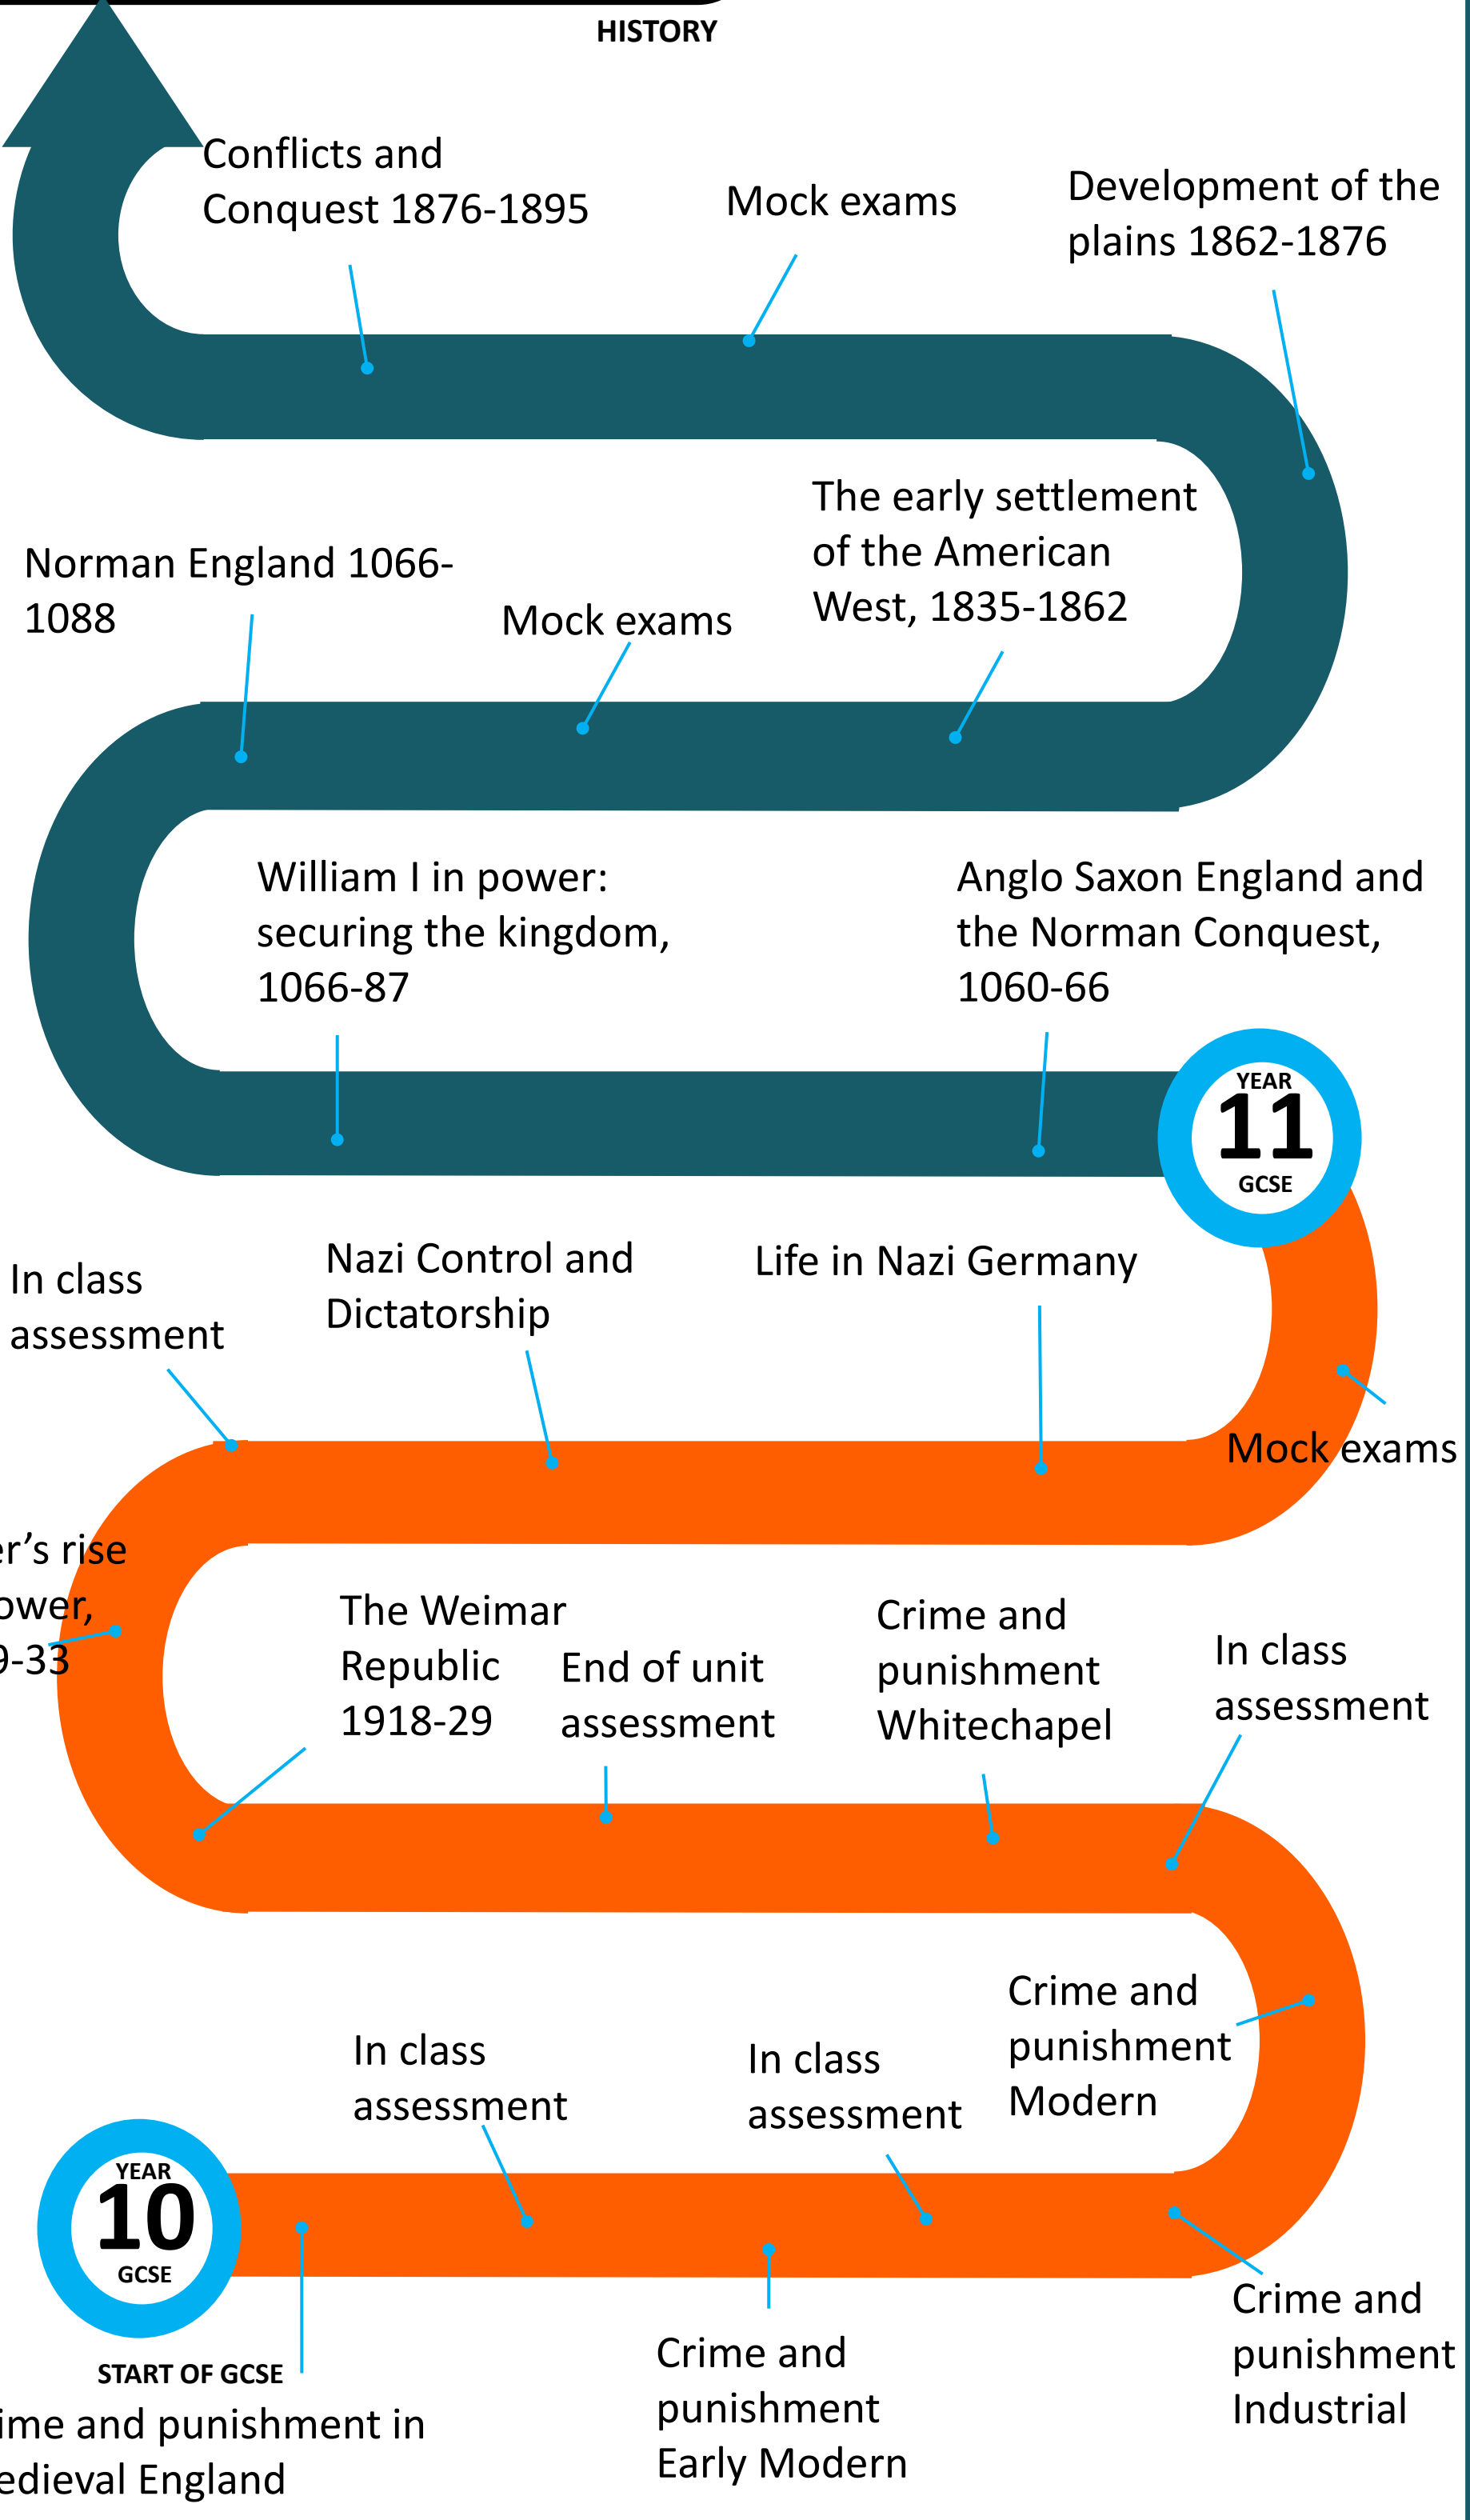 HISTORY
Conflicts and
Conquest 1876-1895
Mock exams
Development of the
plains 1862-1876
The early settlement
of the American
West, 1835-1862
Norman England 1066-
1088
Mock exams
William I in power:
securing the kingdom,
1066-87
Anglo Saxon England and
the Norman Conquest,
1060-66
YEAR
11
GCSE
In class
assessment
Nazi Control and
Dictatorship
Life in Nazi Germany
Mock exams
er’s rise
ower,
9-33
The Weimar
Republic
1918-29
End of unit
assessment
Crime and
punishment
Whitechapel
In class
assessment
Crime and
punishment
Modern
In class
assessment
In class
assessment
YEAR
10
GCSE
START OF GCSE
ime and punishment in
edieval England
Crime and
punishment
Early Modern
Crime and
punishment
Industrial